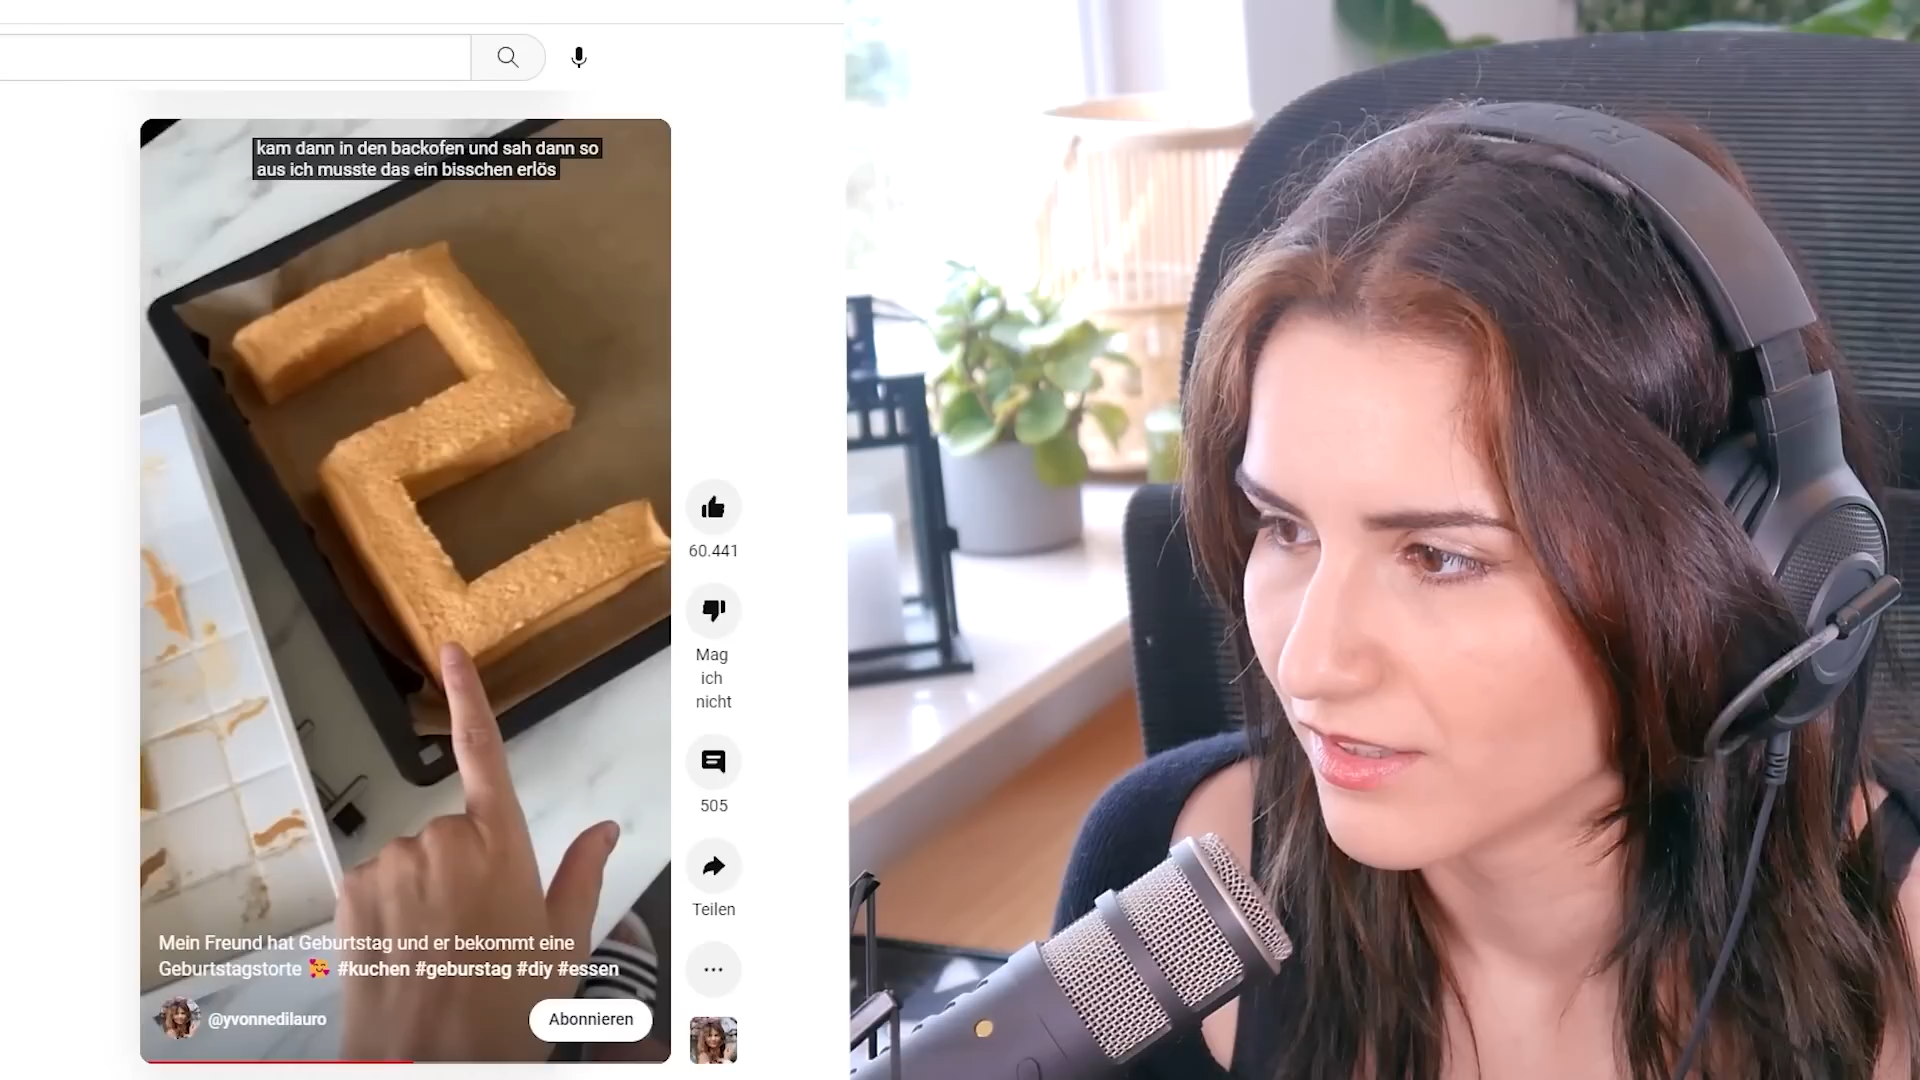 kam dann in den backofen und sah dann so
aus ich musste das ein bisschen erlös
60.441
Mag
ich
nicht
505
Teilen
Mein Freund hat Geburtstag und er bekommt eine
Geburtstagstorte 🥰 #kuchen #geburstag #diy #essen
@yvonnedilauro
Abonnieren